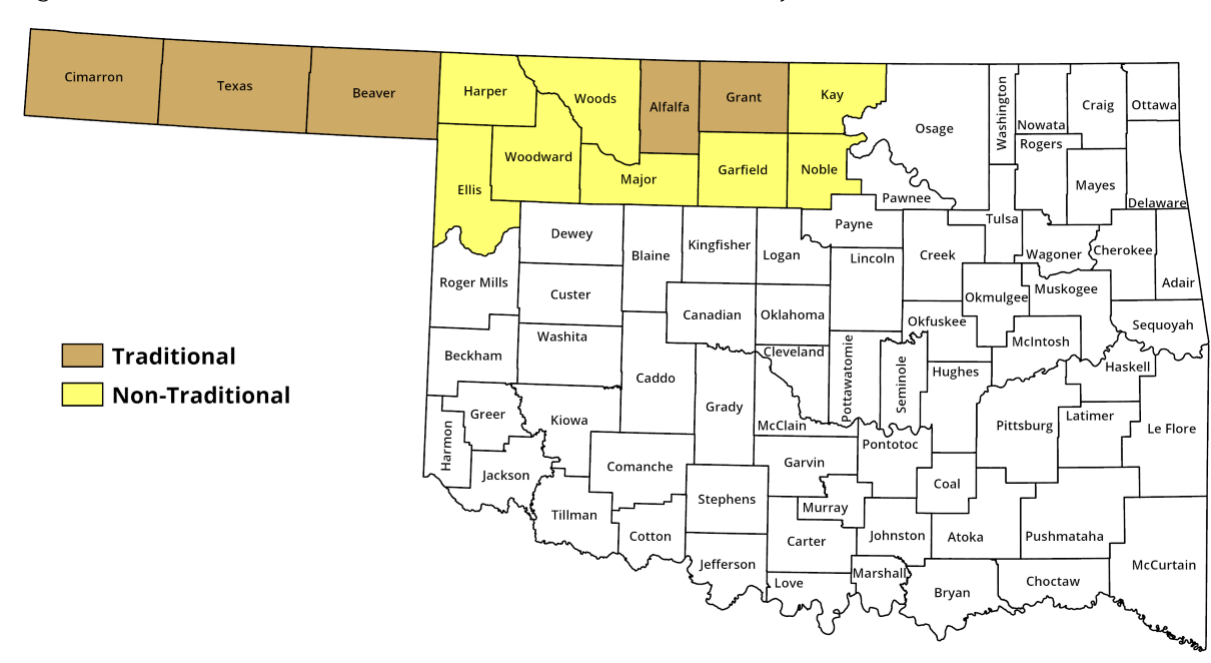 Cimarron
Texas
Beaver
Harper
Woods
Alfalfa
Grant
Kay
Osage
Washington
Nowata
Craig
Ottawa
Rogers
Woodward
Major
Garfield
Noble
Ellis
Pawnee
Mayes
Delaware
Dewey
Blaine
Kingfisher
Logan
Payne
Tulsa
Lincoln
Creek
Wagoner
Cherokee
Adair
Roger Mills
Custer
Canadian
Oklahoma
Okmulgee
Muskogee
Okfuskee
Sequoyah
Washita
McIntosh
Beckham
Cleveland
Pottawatomie
Seminole
Hughes
Haskell
Traditional
Non-Traditional
Caddo
Grady
Greer
Kiowa
McClain
Harmon
Pontotoc
Pittsburg
Latimer
Le Flore
Jackson
Comanche
Garvin
Coal
Stephens
Murray
Tillman
Cotton
Carter
Johnston
Atoka
Pushmataha
Jefferson
Love
Marshall
Bryan
Choctaw
McCurtain